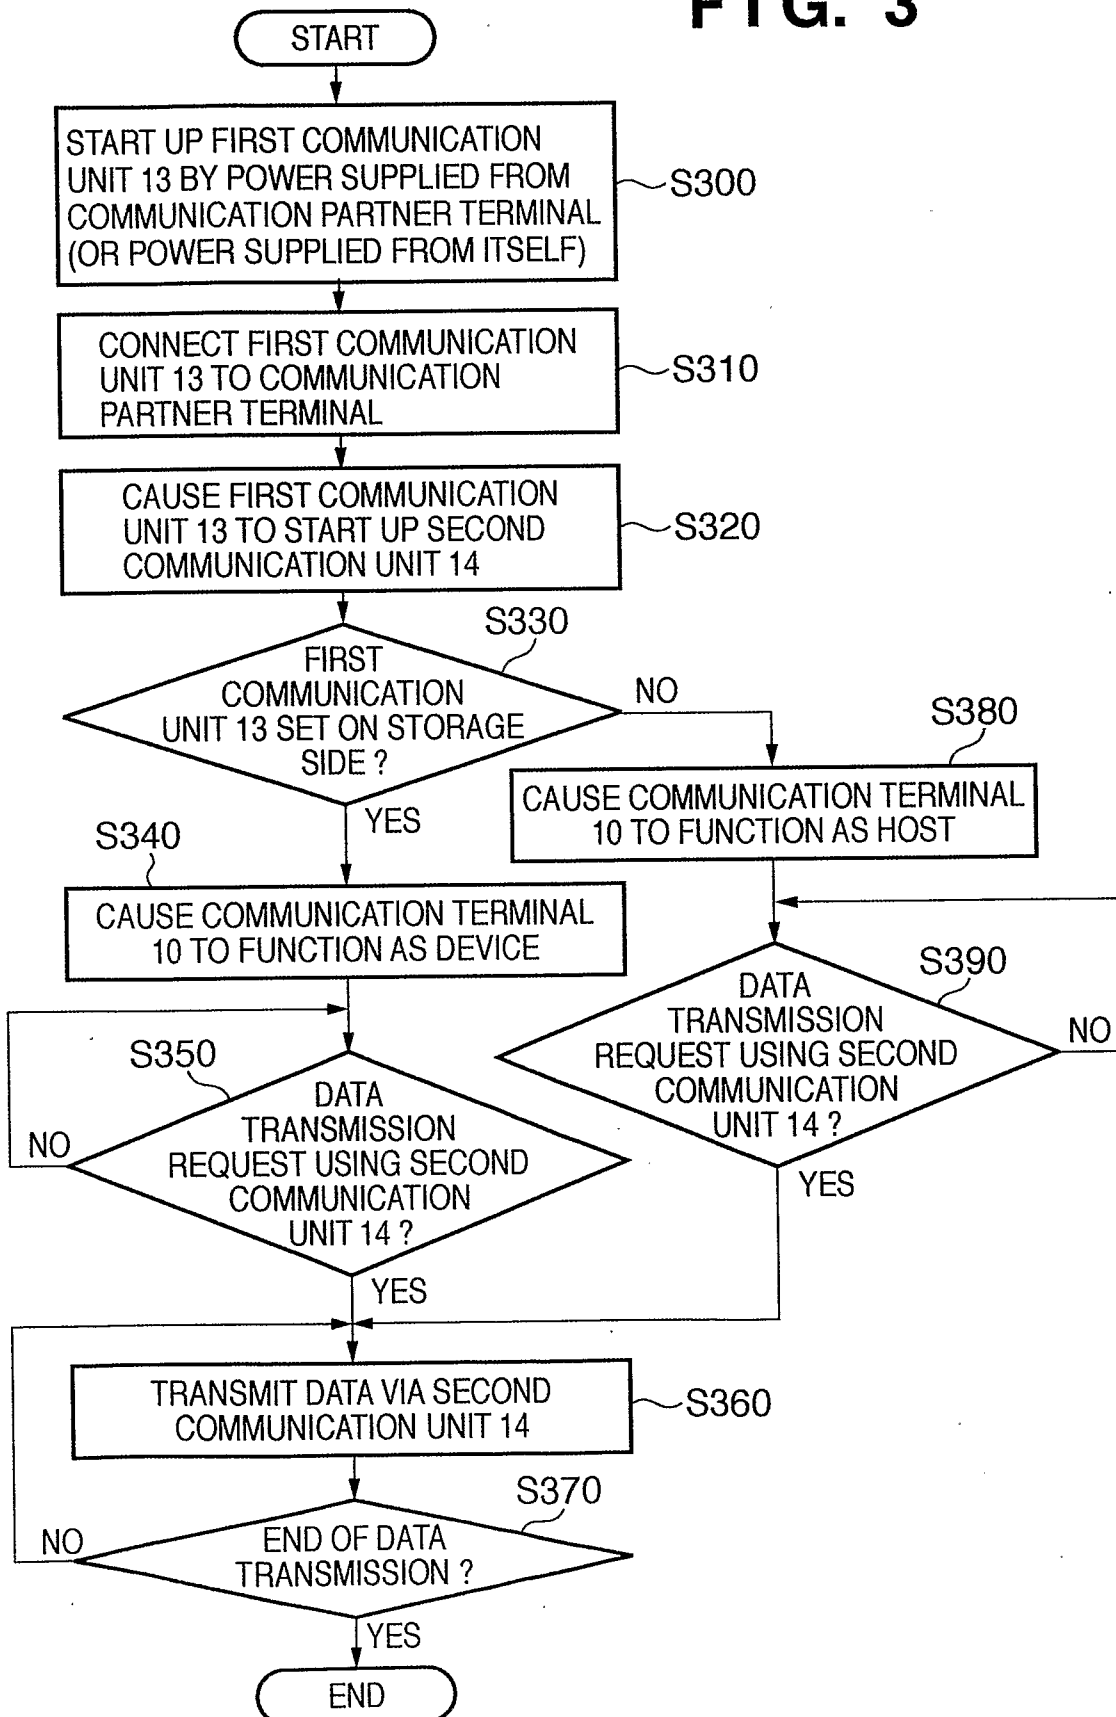 FIG. 3
START
START UP FIRST COMMUNICATION
UNIT 13 BY POWER SUPPLIED FROM
COMMUNICATION PARTNER TERMINAL
(OR POWER SUPPLIED FROM ITSELF)
S300
CONNECT FIRST COMMUNICATION
UNIT 13 TO COMMUNICATION
PARTNER TERMINAL
S310
CAUSE FIRST COMMUNICATION
UNIT 13 TO START UP SECOND
COMMUNICATION UNIT 14
S320
S330
FIRST
COMMUNICATION
UNIT 13 SET ON STORAGE
SIDE ?
NO
YES
S380
CAUSE COMMUNICATION TERMINAL
10 TO FUNCTION AS HOST
S340
CAUSE COMMUNICATION TERMINAL
10 TO FUNCTION AS DEVICE
S390
DATA
TRANSMISSION
REQUEST USING SECOND
COMMUNICATION
UNIT 14 ?
NO
YES
S350
DATA
TRANSMISSION
REQUEST USING SECOND
COMMUNICATION
UNIT 14 ?
NO
YES
TRANSMIT DATA VIA SECOND
COMMUNICATION UNIT 14
S360
S370
END OF DATA
TRANSMISSION ?
NO
YES
END